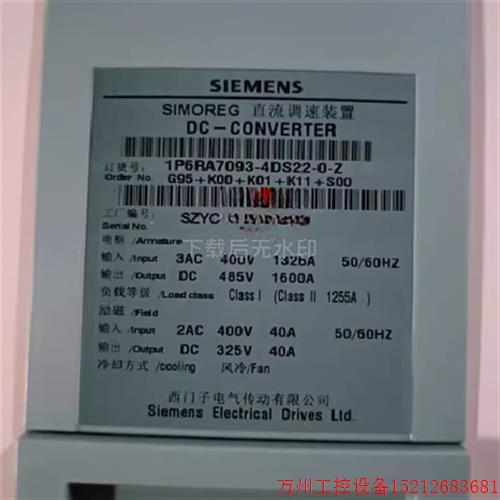 SIEMENS
SIMOREG 直流调速装置
DC-CONVERTER
订货号: 1P6RA7093-4DS22-0-Z
Order No. G95+K00+K01+K11+S00
工厂编号: SZYC
Serial No.
下载后无水印
电枢 /Armature
输入 /Input 3AC 400V 1326A 50/60HZ
输出 /Output DC 485V 1600A
负载等级 /Load class Class I (Class II 1255A)
励磁 /Field
输入 /Input 2AC 400V 40A 50/60HZ
输出 /Output DC 325V 40A
冷却方式 /cooling 风冷/Fan
西门子电气传动有限公司
Siemens Electrical Drives Ltd.
万州工控设备15212683681